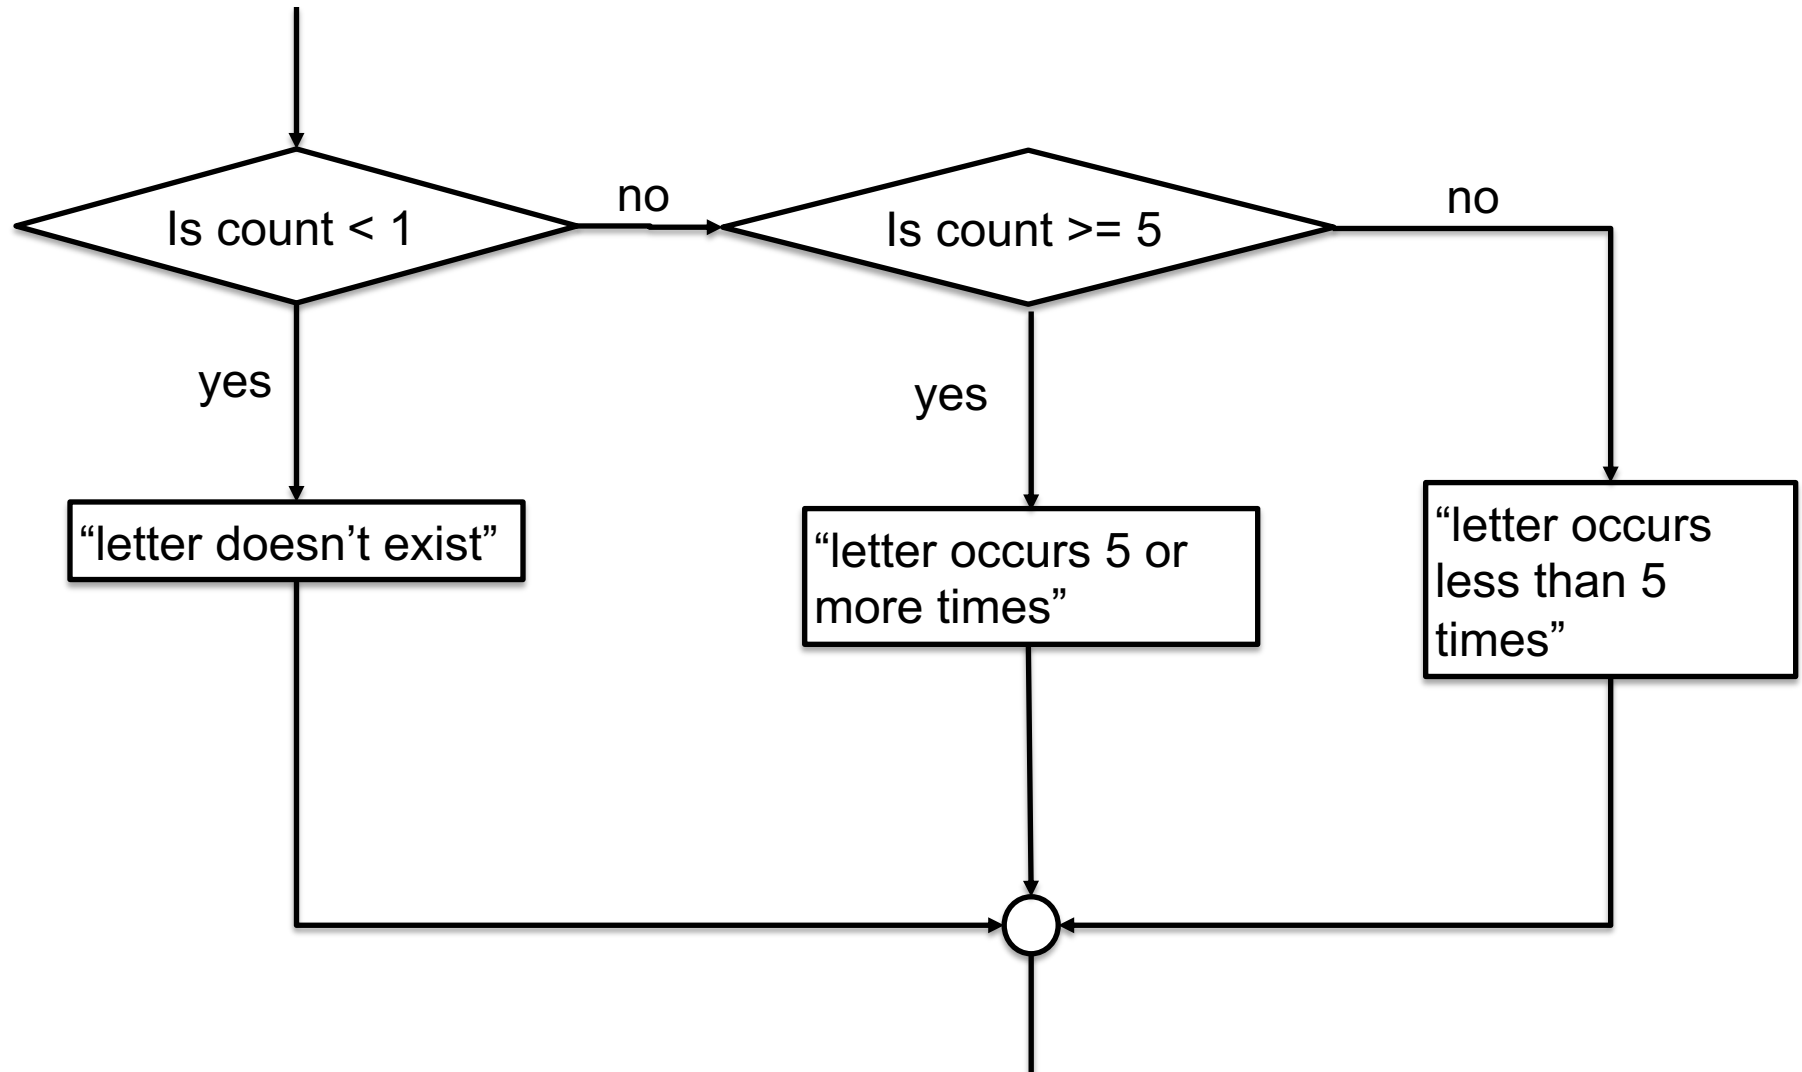 Is count < 1
no
Is count >= 5
no
yes
yes
“letter doesn’t exist”
“letter occurs 5 or
more times”
“letter occurs
less than 5
times”